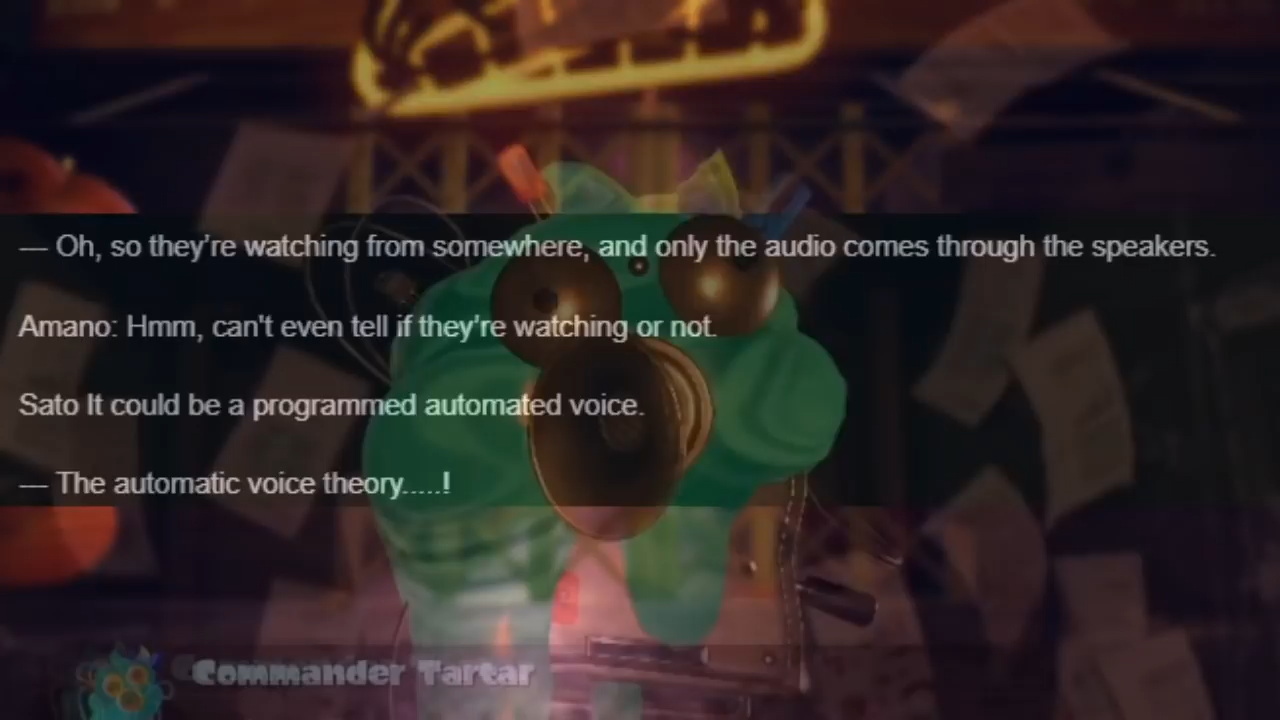 — Oh, so they're watching from somewhere, and only the audio comes through the speakers.
Amano: Hmm, can't even tell if they're watching or not.
Sato It could be a programmed automated voice.
— The automatic voice theory.....!
Commander Tartar